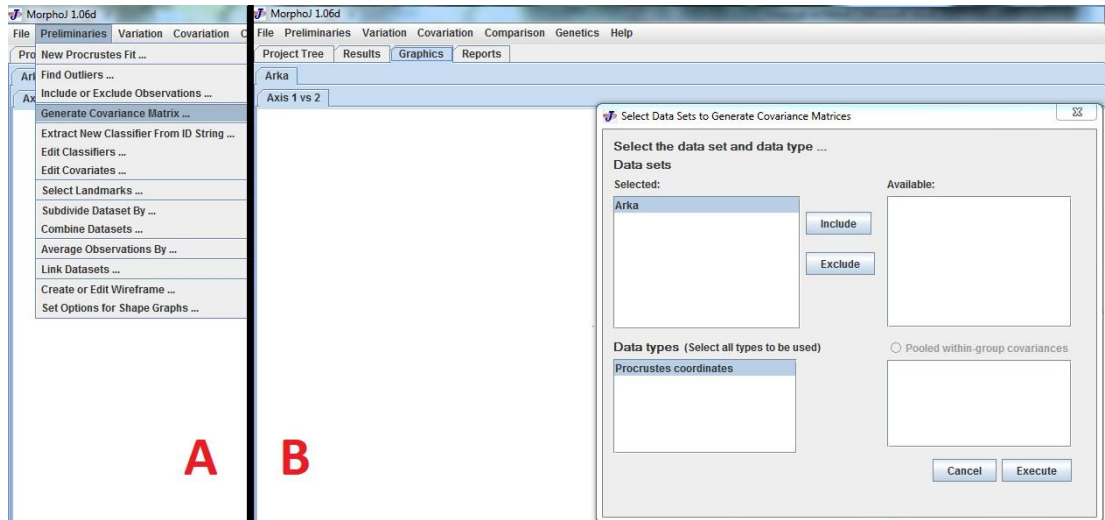 MorphoJ 1.06d
File Preliminaries Variation Covariation C
Pro
New Procrustes Fit ...
Find Outliers ...
Include or Exclude Observations ...
Generate Covariance Matrix ...
Extract New Classifier From ID String ...
Edit Classifiers ...
Edit Covariates ...
Select Landmarks ...
Subdivide Dataset By ...
Combine Datasets ...
Average Observations By ...
Link Datasets ...
Create or Edit Wireframe ...
Set Options for Shape Graphs ...
Ark
Ax
A
MorphoJ 1.06d
File Preliminaries Variation Covariation Comparison Genetics Help
Project Tree Results Graphics Reports
Arka
Axis 1 vs 2
B
Select Data Sets to Generate Covariance Matrices
Select the data set and data type ...
Data sets
Selected: Available:
Arka
Include
Exclude
Data types (Select all types to be used) Pooled within-group covariances
Procrustes coordinates
Cancel Execute